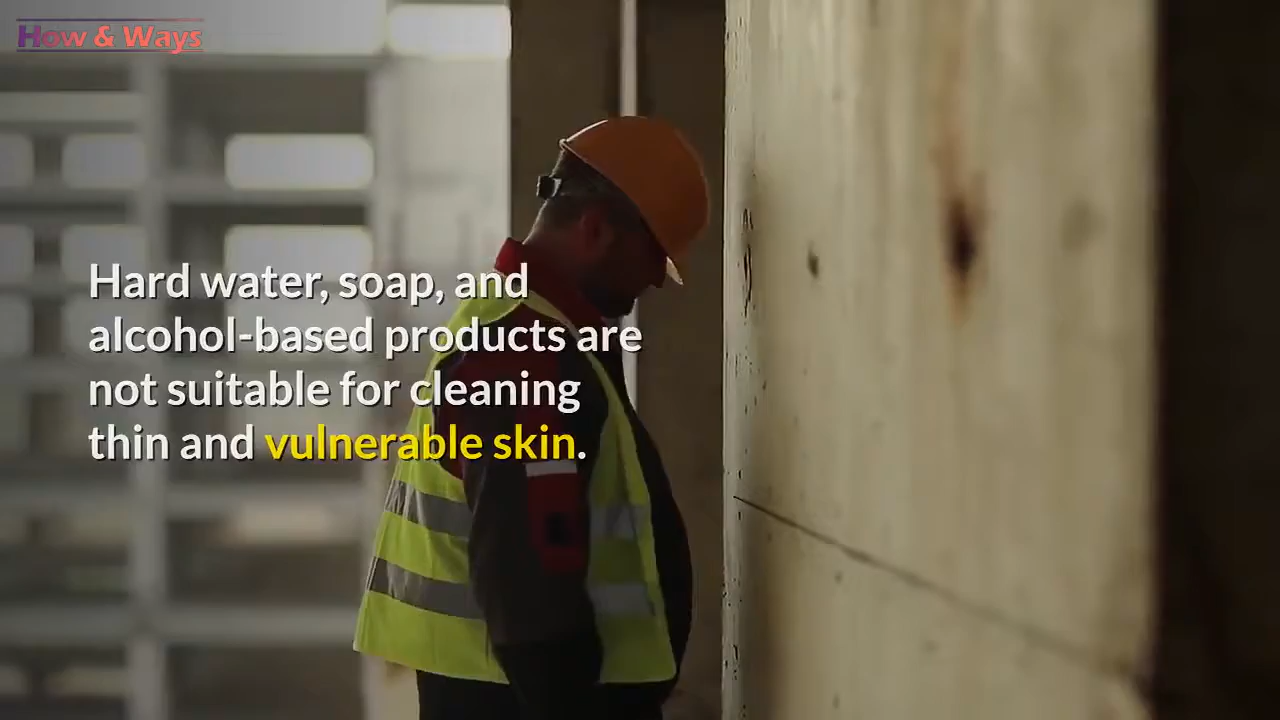 How & Ways
Hard water, soap, and
alcohol-based products are
not suitable for cleaning
thin and vulnerable skin.